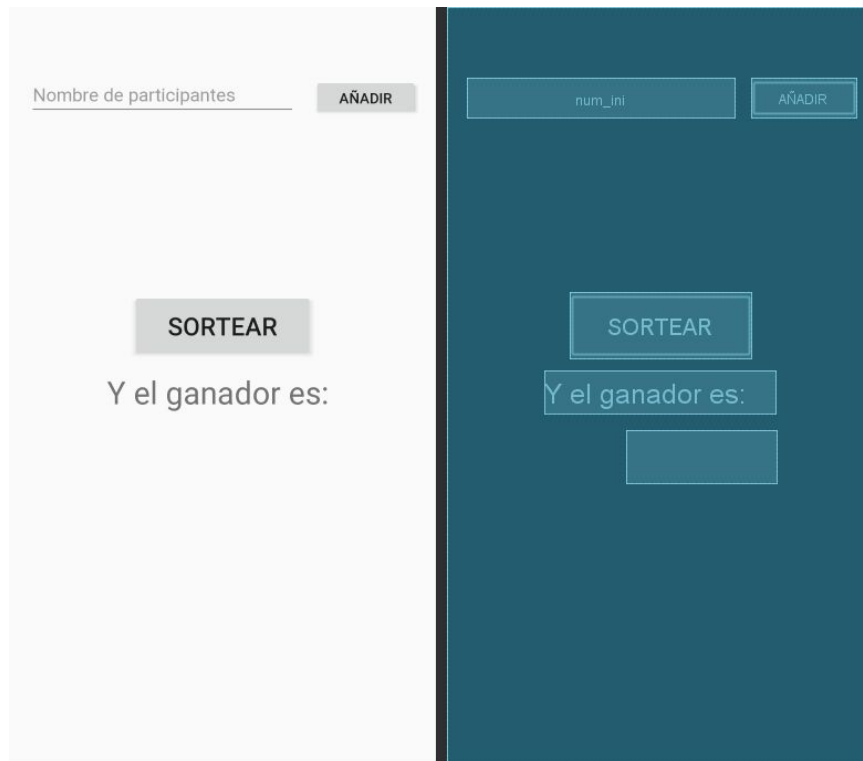 Nombre de participantes
AÑADIR
SORTEAR
Y el ganador es:
num_ini
AÑADIR
SORTEAR
Y el ganador es: